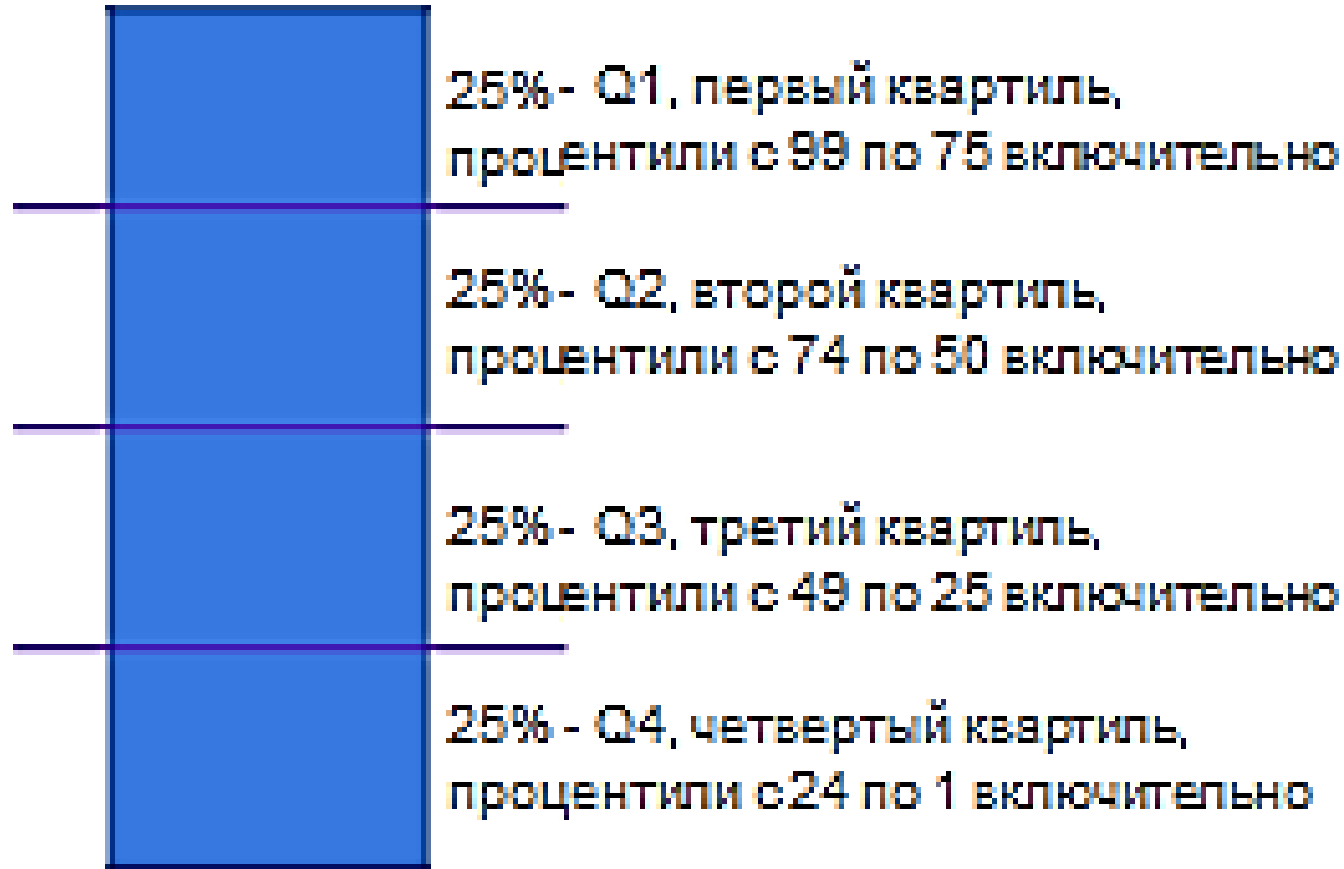 25% - Q1, первый квартиль,
процентили с 99 по 75 включительно
25% - Q2, второй квартиль,
процентили с 74 по 50 включительно
25% - Q3, третий квартиль,
процентили с 49 по 25 включительно
25% - Q4, четвертый квартиль,
процентили с 24 по 1 включительно